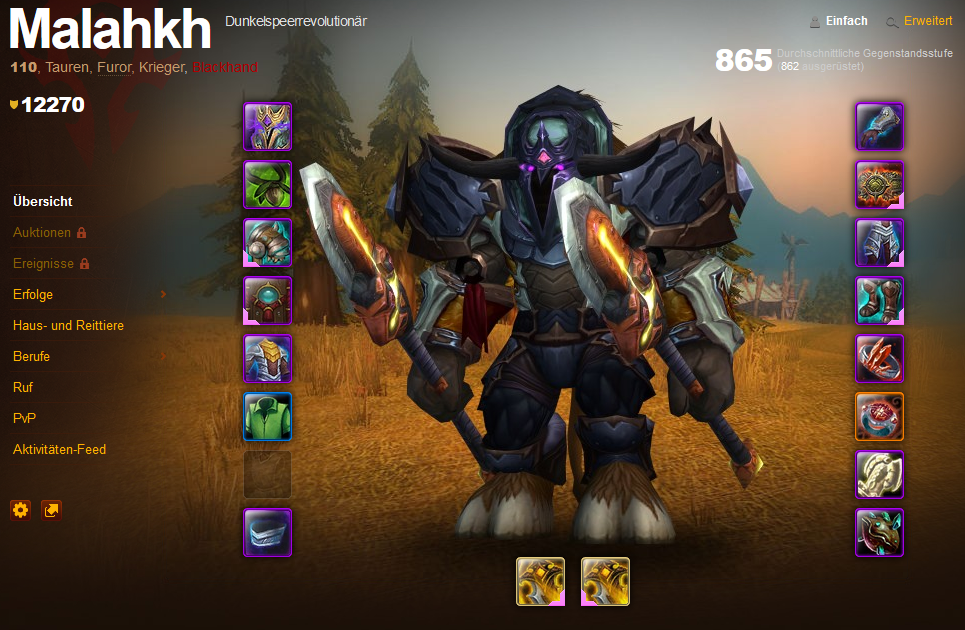 Malahkh Dunkelspeerrevolutionär
Einfach Erweitert
110, Tauren, Furor, Krieger, Blackhand
865 Durchschnittliche Gegenstandsstufe
(862 ausgerüstet)
12270
Übersicht
Auktionen
Ereignisse
Erfolge
Haus- und Reittiere
Berufe
Ruf
PvP
Aktivitäten-Feed